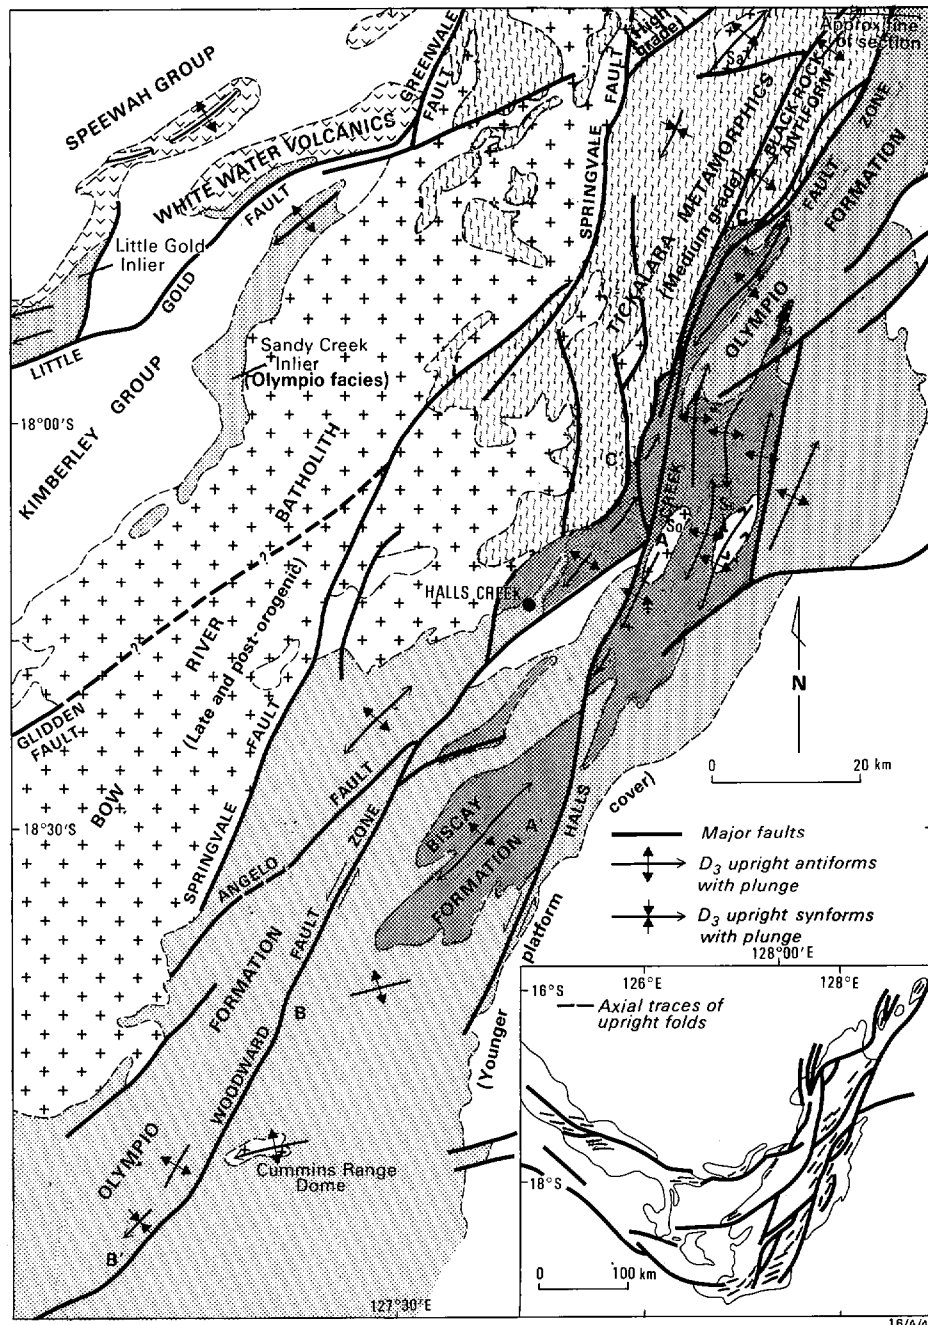 SPEEWAH GROUP
WHITE WATER VOLCANICS
GREENVALE
FAULT
SPRINGVALE
FAULT
(High
grade)
Sa
Approx line
of section
BLACK ROCK
ANTIFORM
TICKALARA METAMORPHICS
(Medium grade)
C'
ZONE
FAULT
FORMATION
OLYMPIO
Little Gold
Inlier
LITTLE
GOLD
FAULT
Sandy Creek
Inlier
(Olympio facies)
18°00'S
KIMBERLEY GROUP
C
CREEK
Sa
A'
HALLS CREEK
BOW
RIVER
BATHOLITH
(Late and post-orogenic)
?
?
GLIDDEN
FAULT
SPRINGVALE
FAULT
N
0 20 km
18°30'S
ANGELO
FAULT
ZONE
BISCAY
FORMATION
A
HALLS
(Younger platform cover)
Major faults
D3 upright antiforms
with plunge
D3 upright synforms
with plunge
128°00'E
OLYMPIO
FORMATION
WOODWARD
FAULT
B
B'
Cummins Range
Dome
127°30'E
126°E
128°E
16°S
Axial traces of
upright folds
18°S
0 100 km